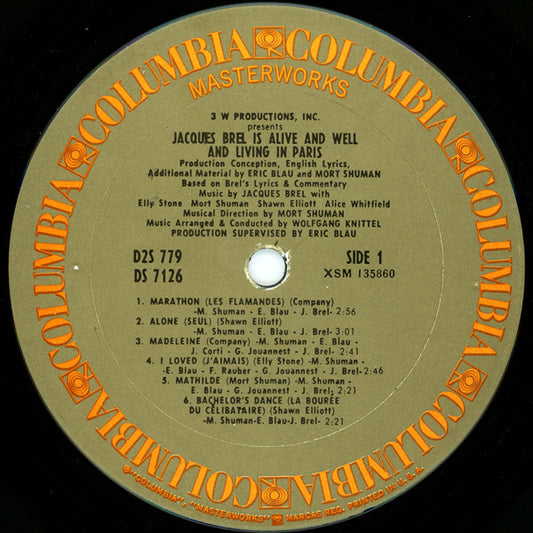 COLUMBIA COLUMBIA COLUMBIA COLUMBIA COLUMBIA COLUMBIA COLUMBIA COLUMBIA
MASTERWORKS
3 W PRODUCTIONS, INC.
presents
JACQUES BREL IS ALIVE AND WELL
AND LIVING IN PARIS
Production Conception, English Lyrics,
Additional Material by ERIC BLAU and MORT SHUMAN
Based on Brel's Lyrics & Commentary
Music by JACQUES BREL with
Elly Stone Mort Shuman Shawn Elliott Alice Whitfield
Musical Direction by MORT SHUMAN
Music Arranged & Conducted by WOLFGANG KNITTEL
PRODUCTION SUPERVISED BY ERIC BLAU
D2S 779 SIDE 1
DS 7126 XSM 135860
1. MARATHON (LES FLAMANDES) (Company)
-M. Shuman - E. Blau - J. Brel- 2:56
2. ALONE (SEUL) (Shawn Elliott)
-M. Shuman - E. Blau - J. Brel- 3:01
3. MADELEINE (Company) -M. Shuman - E. Blau -
J. Corti - G. Jouannest - J. Brel- 2:41
4. I LOVED (J'AIMAIS) (Elly Stone) -M. Shuman -
-E. Blau - F. Rauber - G. Jouannest - J. Brel- 2:46
5. MATHILDE (Mort Shuman) -M. Shuman -
E. Blau - G. Jouannest - J. Brel- 2:21
6. BACHELOR'S DANCE (LA BOUREE
DU CÉLIBATAIRE) (Shawn Elliott)
-M. Shuman-E. Blau-J. Brel- 2:21
® "COLUMBIA", "MASTERWORKS", MARCAS REG. PRINTED IN U.S.A.